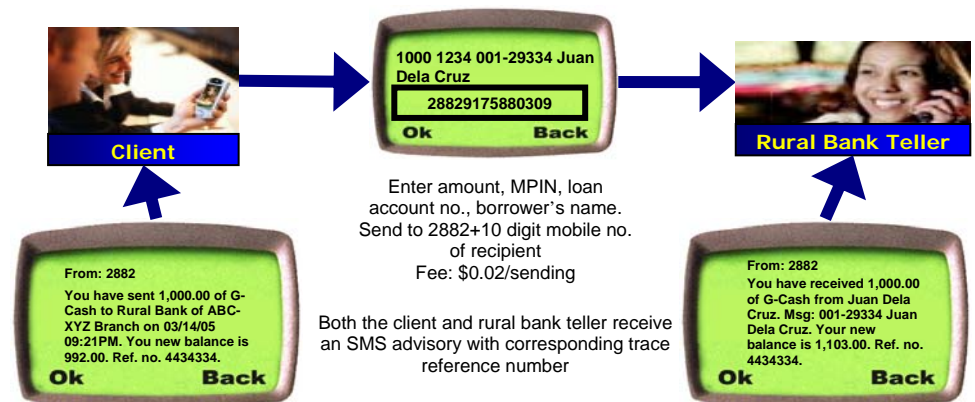 1000 1234 001-29334 Juan
Dela Cruz
28829175880309
Ok Back
Client
Rural Bank Teller
Enter amount, MPIN, loan
account no., borrower's name.
Send to 2882+10 digit mobile no.
of recipient
Fee: $0.02/sending
Both the client and rural bank teller receive
an SMS advisory with corresponding trace
reference number
From: 2882
You have sent 1,000.00 of G-
Cash to Rural Bank of ABC-
XYZ Branch on 03/14/05
09:21PM. You new balance is
992.00. Ref. no. 4434334.
Ok Back
From: 2882
You have received 1,000.00
of G-Cash from Juan Dela
Cruz. Msg: 001-29334 Juan
Dela Cruz. Your new
balance is 1,103.00. Ref. no.
4434334.
Ok Back